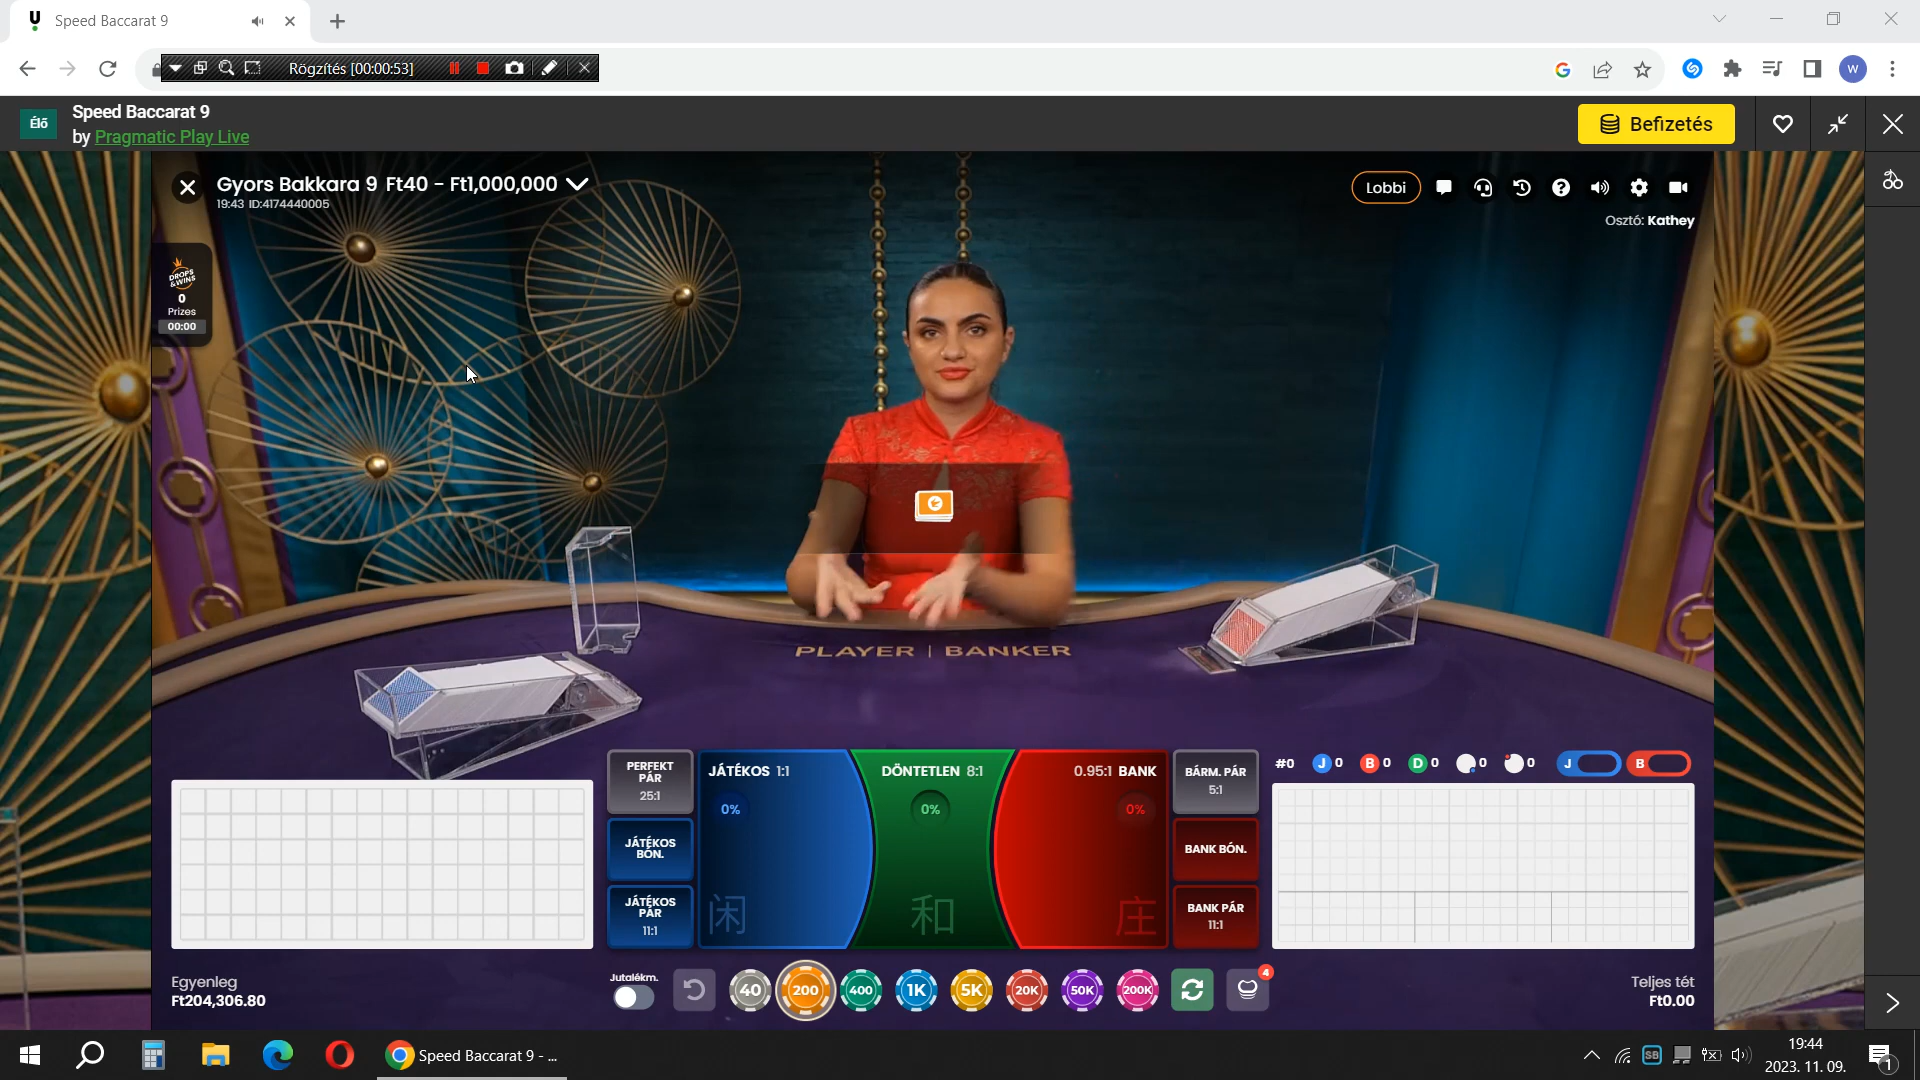 Speed Baccarat 9
Rögzítés [00:00:53]
W
Élő
Speed Baccarat 9
by Pragmatic Play Live
Befizetés
Gyors Bakkara 9 Ft40 - Ft1,000,000
19:43 ID:4174440005
Lobbi
Osztó: Kathey
DROPS
&WINS
0
Prizes
00:00
PLAYER | BANKER
PERFEKT
PÁR
25:1
JÁTÉKOS 1:1
0%
DÖNTETLEN 8:1
0%
0.95:1 BANK
0%
BÁRM. PÁR
5:1
#0 J 0 B 0 D 0 0 0 J B
JÁTÉKOS
BÓN.
BANK BÓN.
JÁTÉKOS
PÁR
11:1
闲
和
庄
BANK PÁR
11:1
Egyenleg
Ft204,306.80
Jutalékm.
40
200
400
1K
5K
20K
50K
200K
4
Teljes tét
Ft0.00
Speed Baccarat 9 - ...
SB
19:44
2023. 11. 09.
1